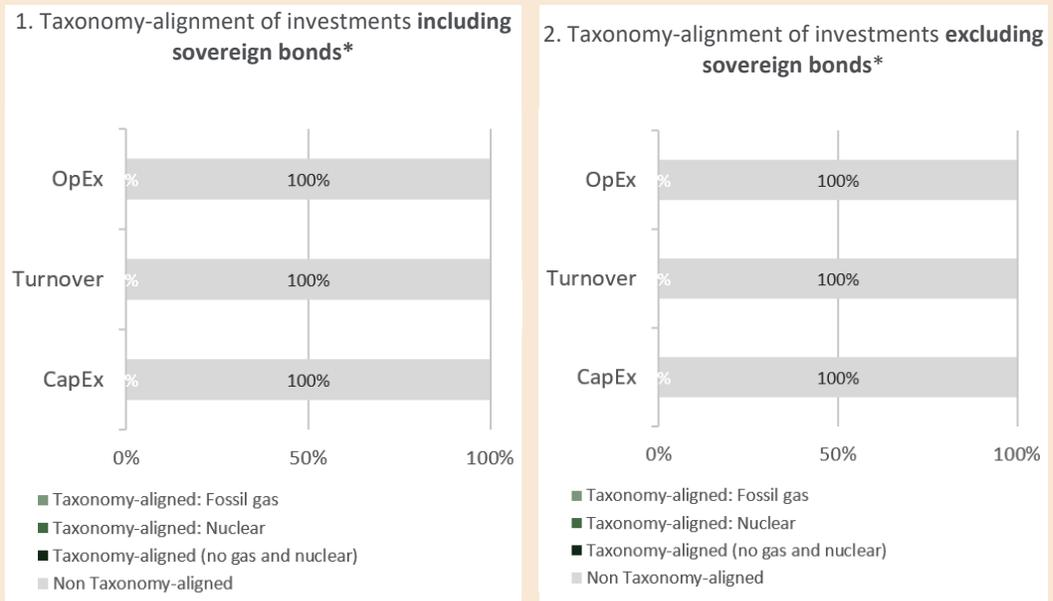 1. Taxonomy-alignment of investments including
sovereign bonds*
OpEx
%
100%
Turnover
%
100%
CapEx
%
100%
0%
50%
100%
Taxonomy-aligned: Fossil gas
Taxonomy-aligned: Nuclear
Taxonomy-aligned (no gas and nuclear)
Non Taxonomy-aligned
2. Taxonomy-alignment of investments excluding
sovereign bonds*
OpEx
%
100%
Turnover
%
100%
CapEx
%
100%
0%
50%
100%
Taxonomy-aligned: Fossil gas
Taxonomy-aligned: Nuclear
Taxonomy-aligned (no gas and nuclear)
Non Taxonomy-aligned